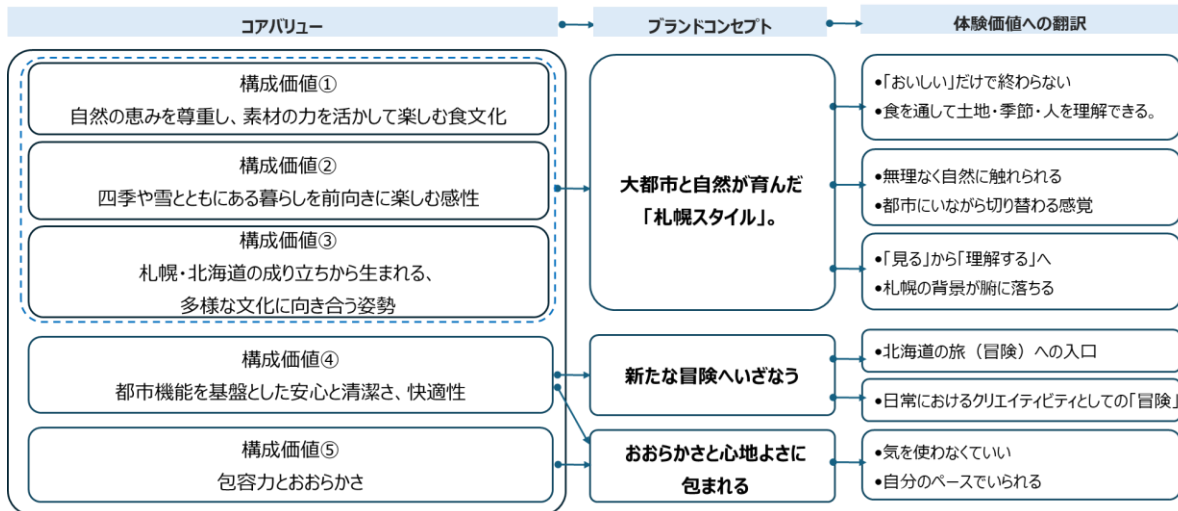 コアバリュー
ブランドコンセプト
体験価値への翻訳
構成価値①
自然の恵みを尊重し、素材の力を活かして楽しむ食文化
構成価値②
四季や雪とともにある暮らしを前向きに楽しむ感性
構成価値③
札幌・北海道の成り立ちから生まれる、
多様な文化に向き合う姿勢
構成価値④
都市機能を基盤とした安心と清潔さ、快適性
構成価値⑤
包容力とおおらかさ
大都市と自然が育んだ
「札幌スタイル」。
新たな冒険へいざなう
おおらかさと心地よさに
包まれる
•「おいしい」だけで終わらない
•食を通して土地・季節・人を理解できる。
•無理なく自然に触れられる
•都市にいながら切り替わる感覚
•「見る」から「理解する」へ
•札幌の背景が腑に落ちる
•北海道の旅（冒険）への入口
•日常におけるクリエイティビティとしての「冒険」
•気を使わなくていい
•自分のペースでいられる